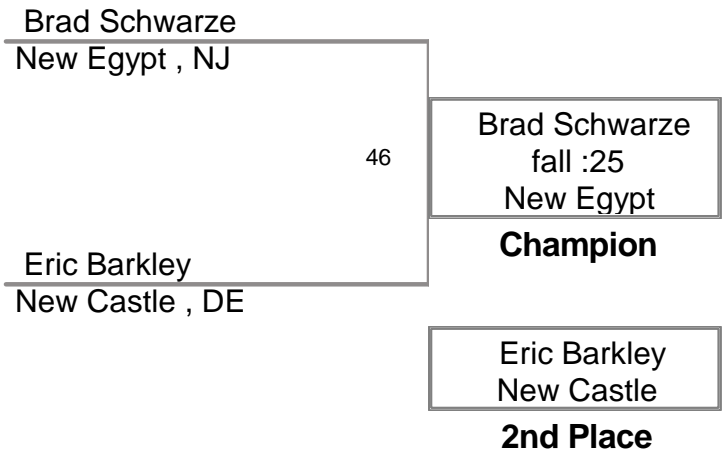 Brad Schwarze
New Egypt , NJ
46
Brad Schwarze
fall :25
New Egypt
Champion
Eric Barkley
New Castle , DE
Eric Barkley
New Castle
2nd Place